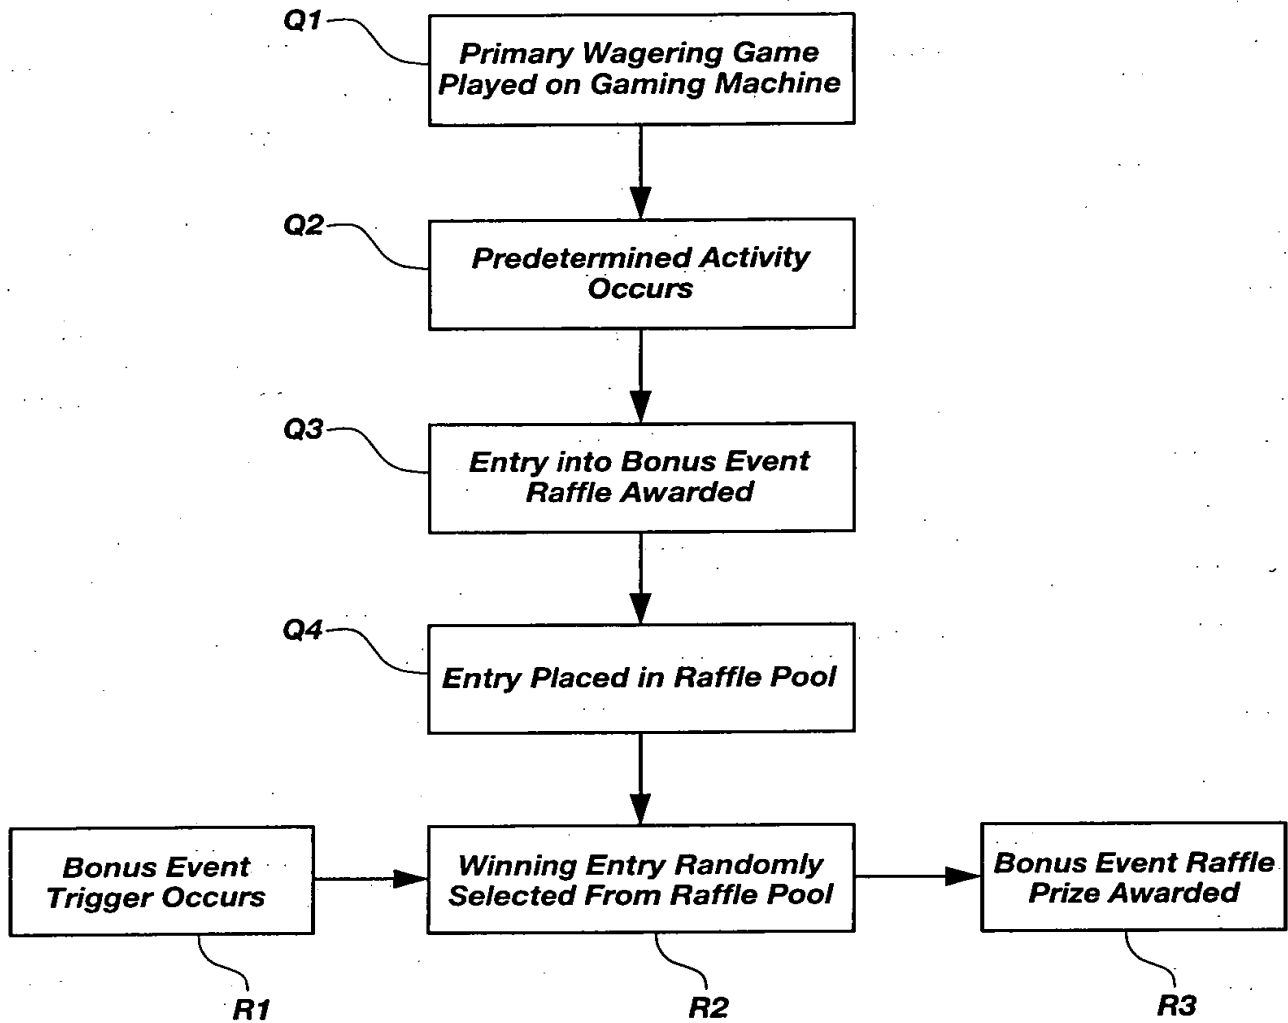 Q1
Primary Wagering Game
Played on Gaming Machine
Q2
Predetermined Activity
Occurs
Q3
Entry into Bonus Event
Raffle Awarded
Q4
Entry Placed in Raffle Pool
Bonus Event
Trigger Occurs
Winning Entry Randomly
Selected From Raffle Pool
Bonus Event Raffle
Prize Awarded
R1
R2
R3